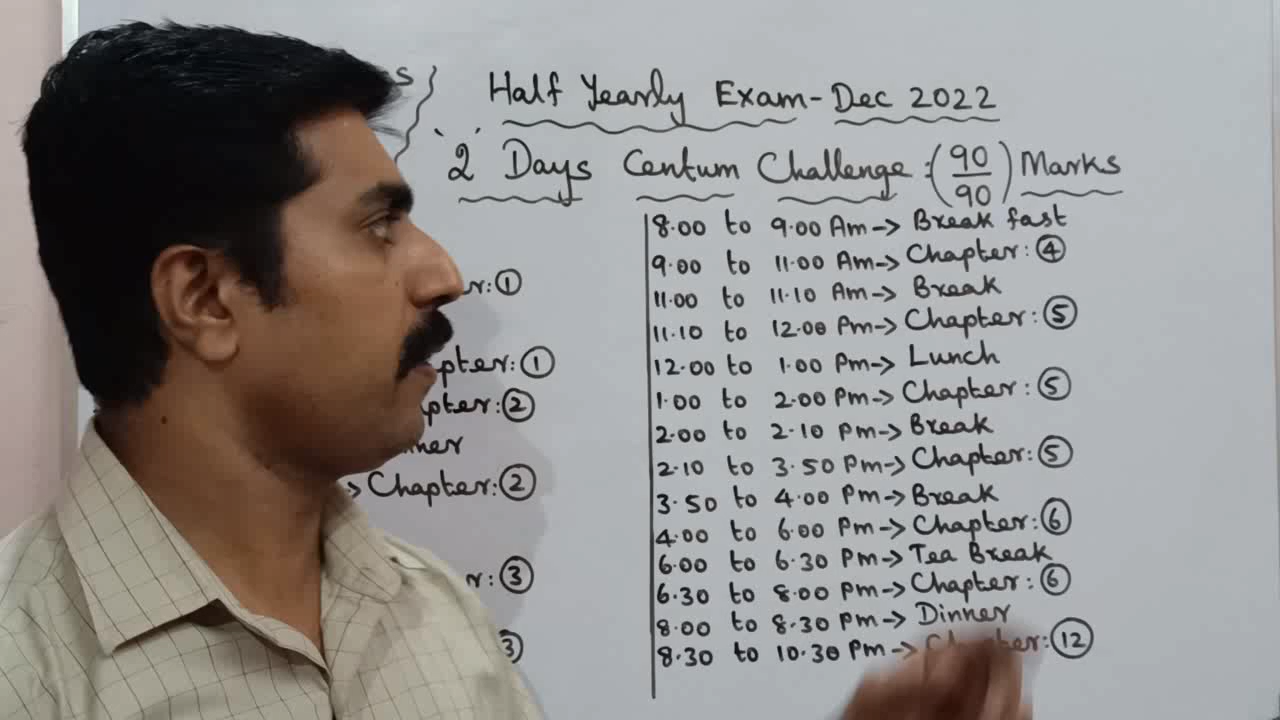 s
Half Yearly Exam-Dec 2022
2 Days Centum Challenge: (90/90) Marks
r: ①
pter: ①
pter: ②
ner
> Chapter: ②
r: ③
3)
8.00 to 9.00 Am-> Break fast
9.00 to 11.00 Am-> Chapter: ④
11.00 to 11.10 Am-> Break
11.10 to 12.00 Pm-> Chapter: ⑤
12.00 to 1.00 Pm-> Lunch
1.00 to 2.00 Pm-> Chapter: ⑤
2.00 to 2.10 Pm-> Break
2.10 to 3.50 Pm-> Chapter: ⑤
3.50 to 4.00 Pm-> Break
4.00 to 6.00 Pm-> Chapter: ⑥
6.00 to 6.30 Pm-> Tea Break
6.30 to 8.00 Pm-> Chapter: ⑥
8.00 to 8.30 Pm-> Dinner
8.30 to 10.30 Pm-> Chapter: ⑫